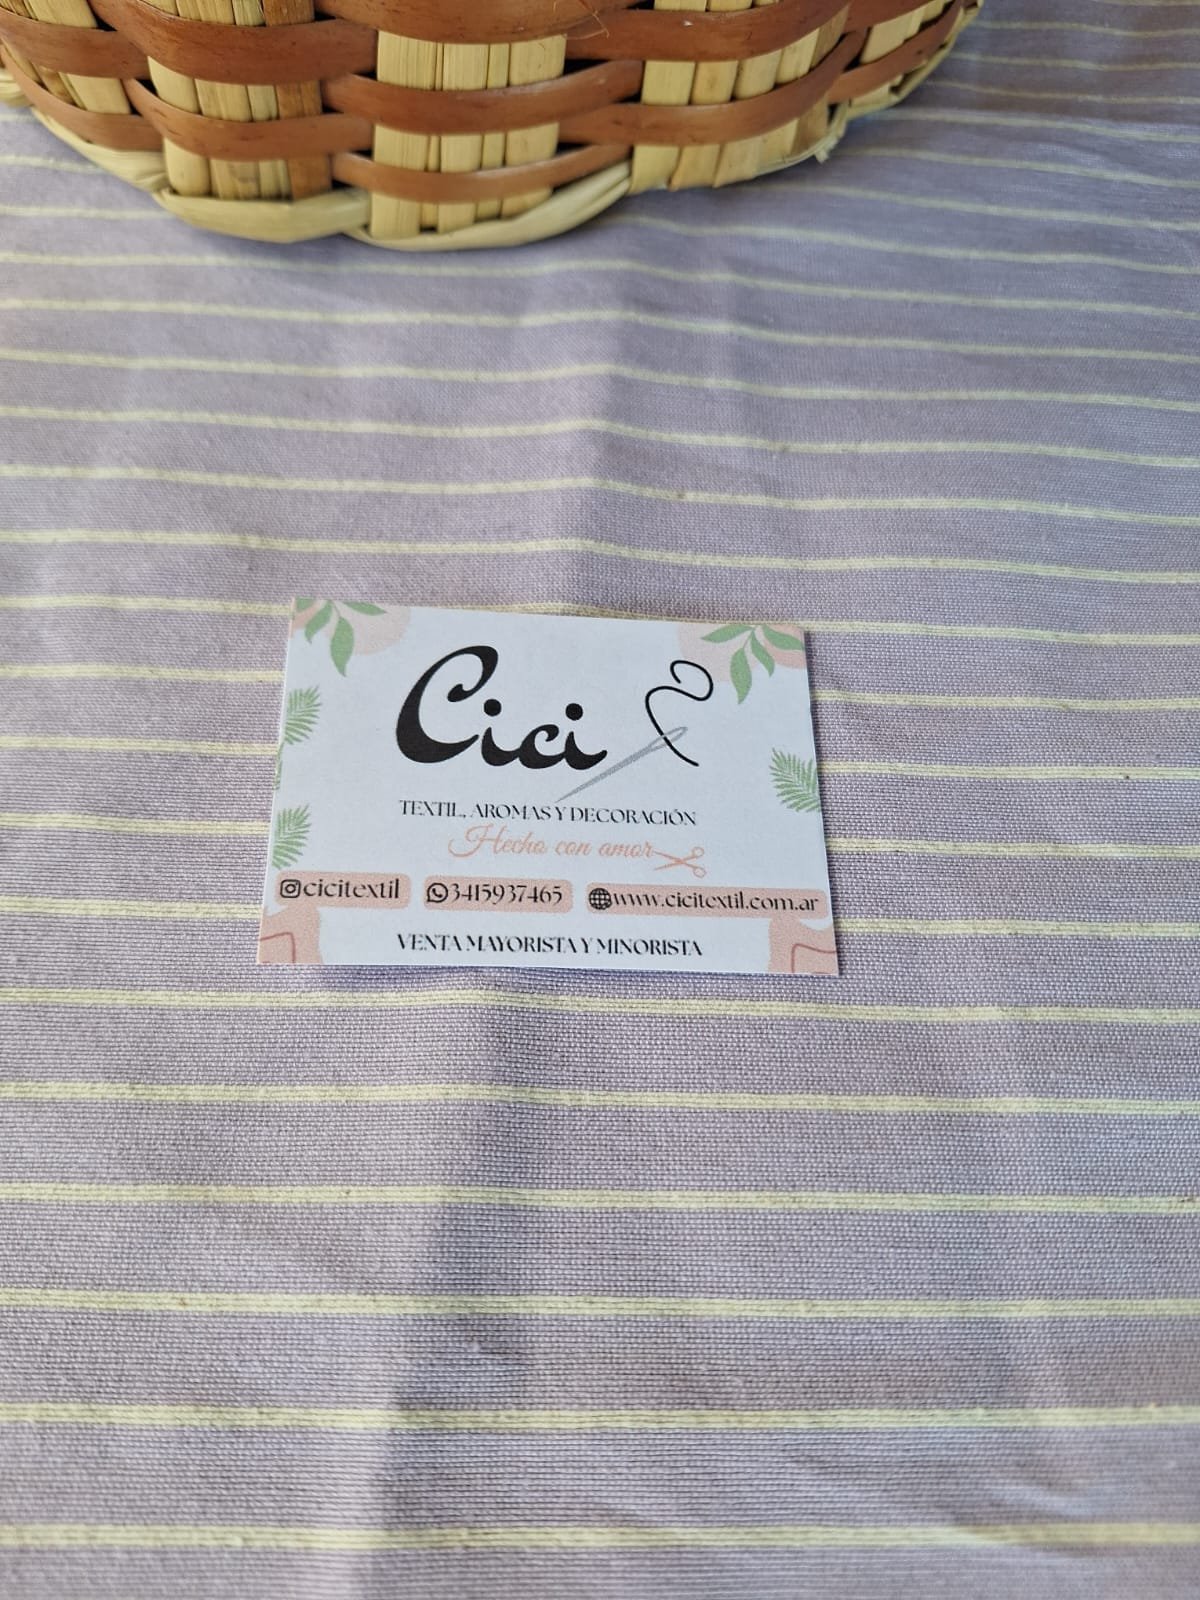 Cici
TEXTIL, AROMAS Y DECORACIÓN
Hecho con amor
cicitextil 3415937465 www.cicitextil.com.ar
VENTA MAYORISTA Y MINORISTA